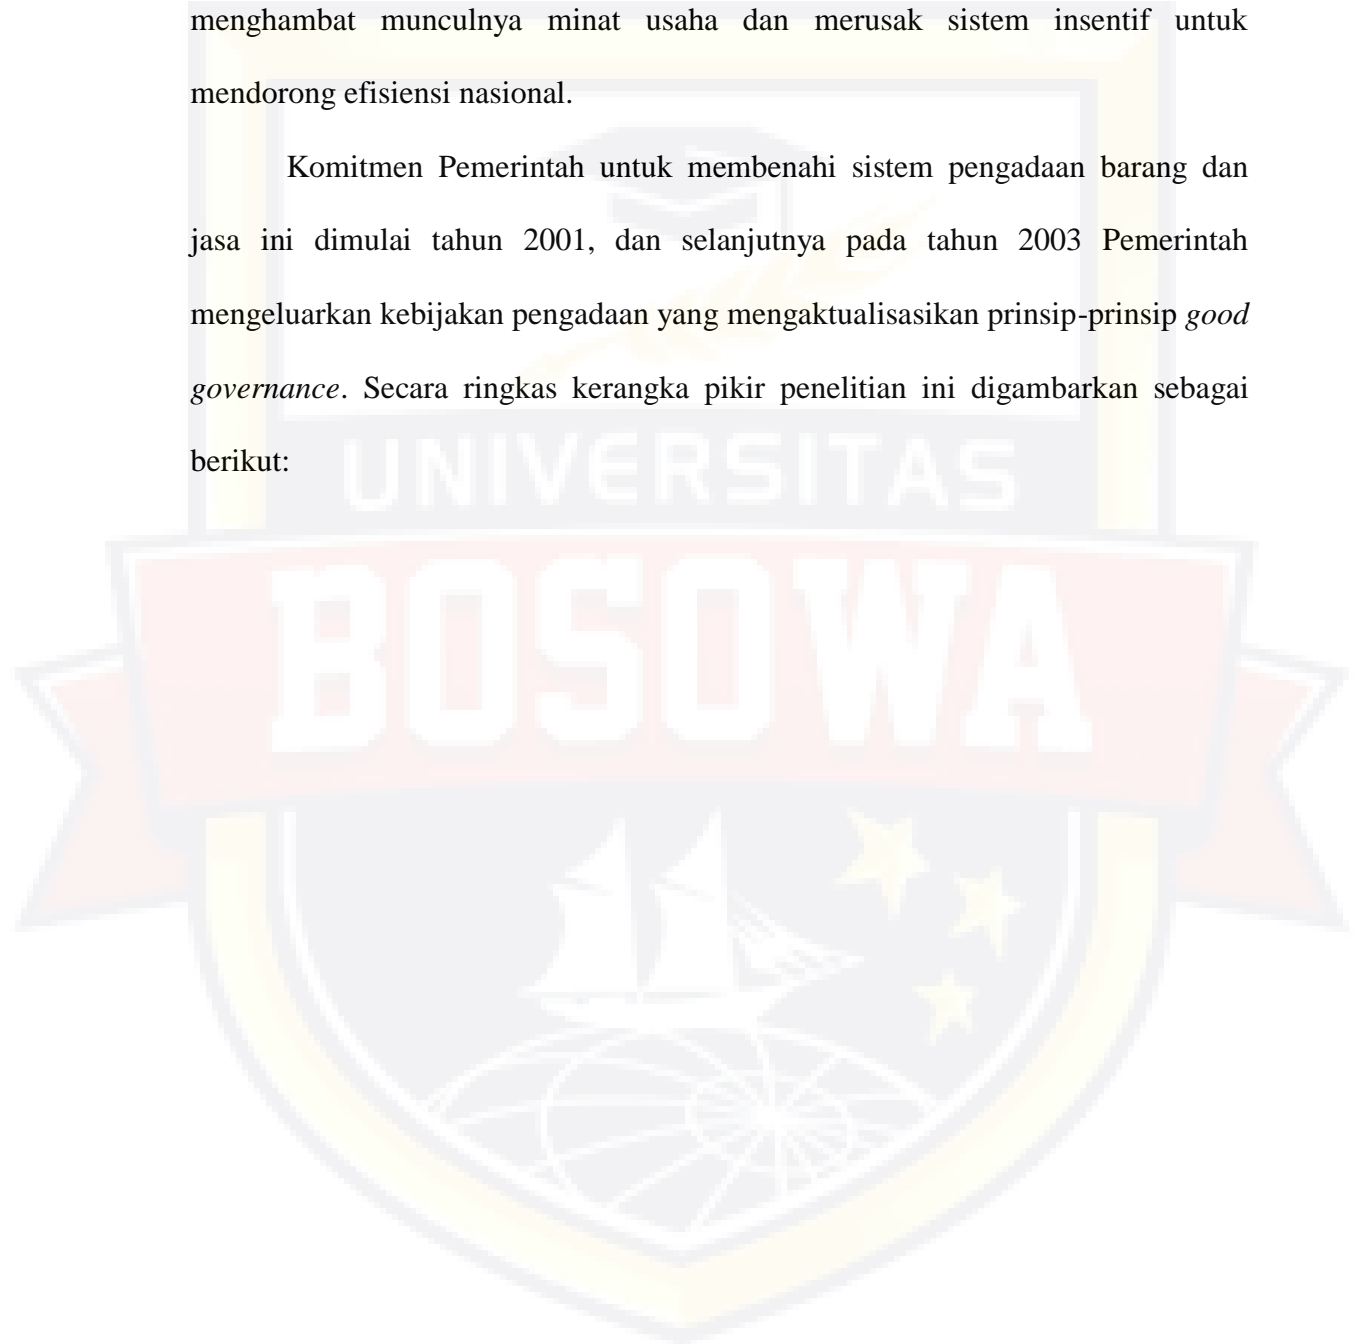 menghambat munculnya minat usaha dan merusak sistem insentif untuk
mendorong efisiensi nasional.
Komitmen Pemerintah untuk membenahi sistem pengadaan barang dan
jasa ini dimulai tahun 2001, dan selanjutnya pada tahun 2003 Pemerintah
mengeluarkan kebijakan pengadaan yang mengaktualisasikan prinsip-prinsip good
governance. Secara ringkas kerangka pikir penelitian ini digambarkan sebagai
berikut:
UNIVERSITAS
BOSOWA